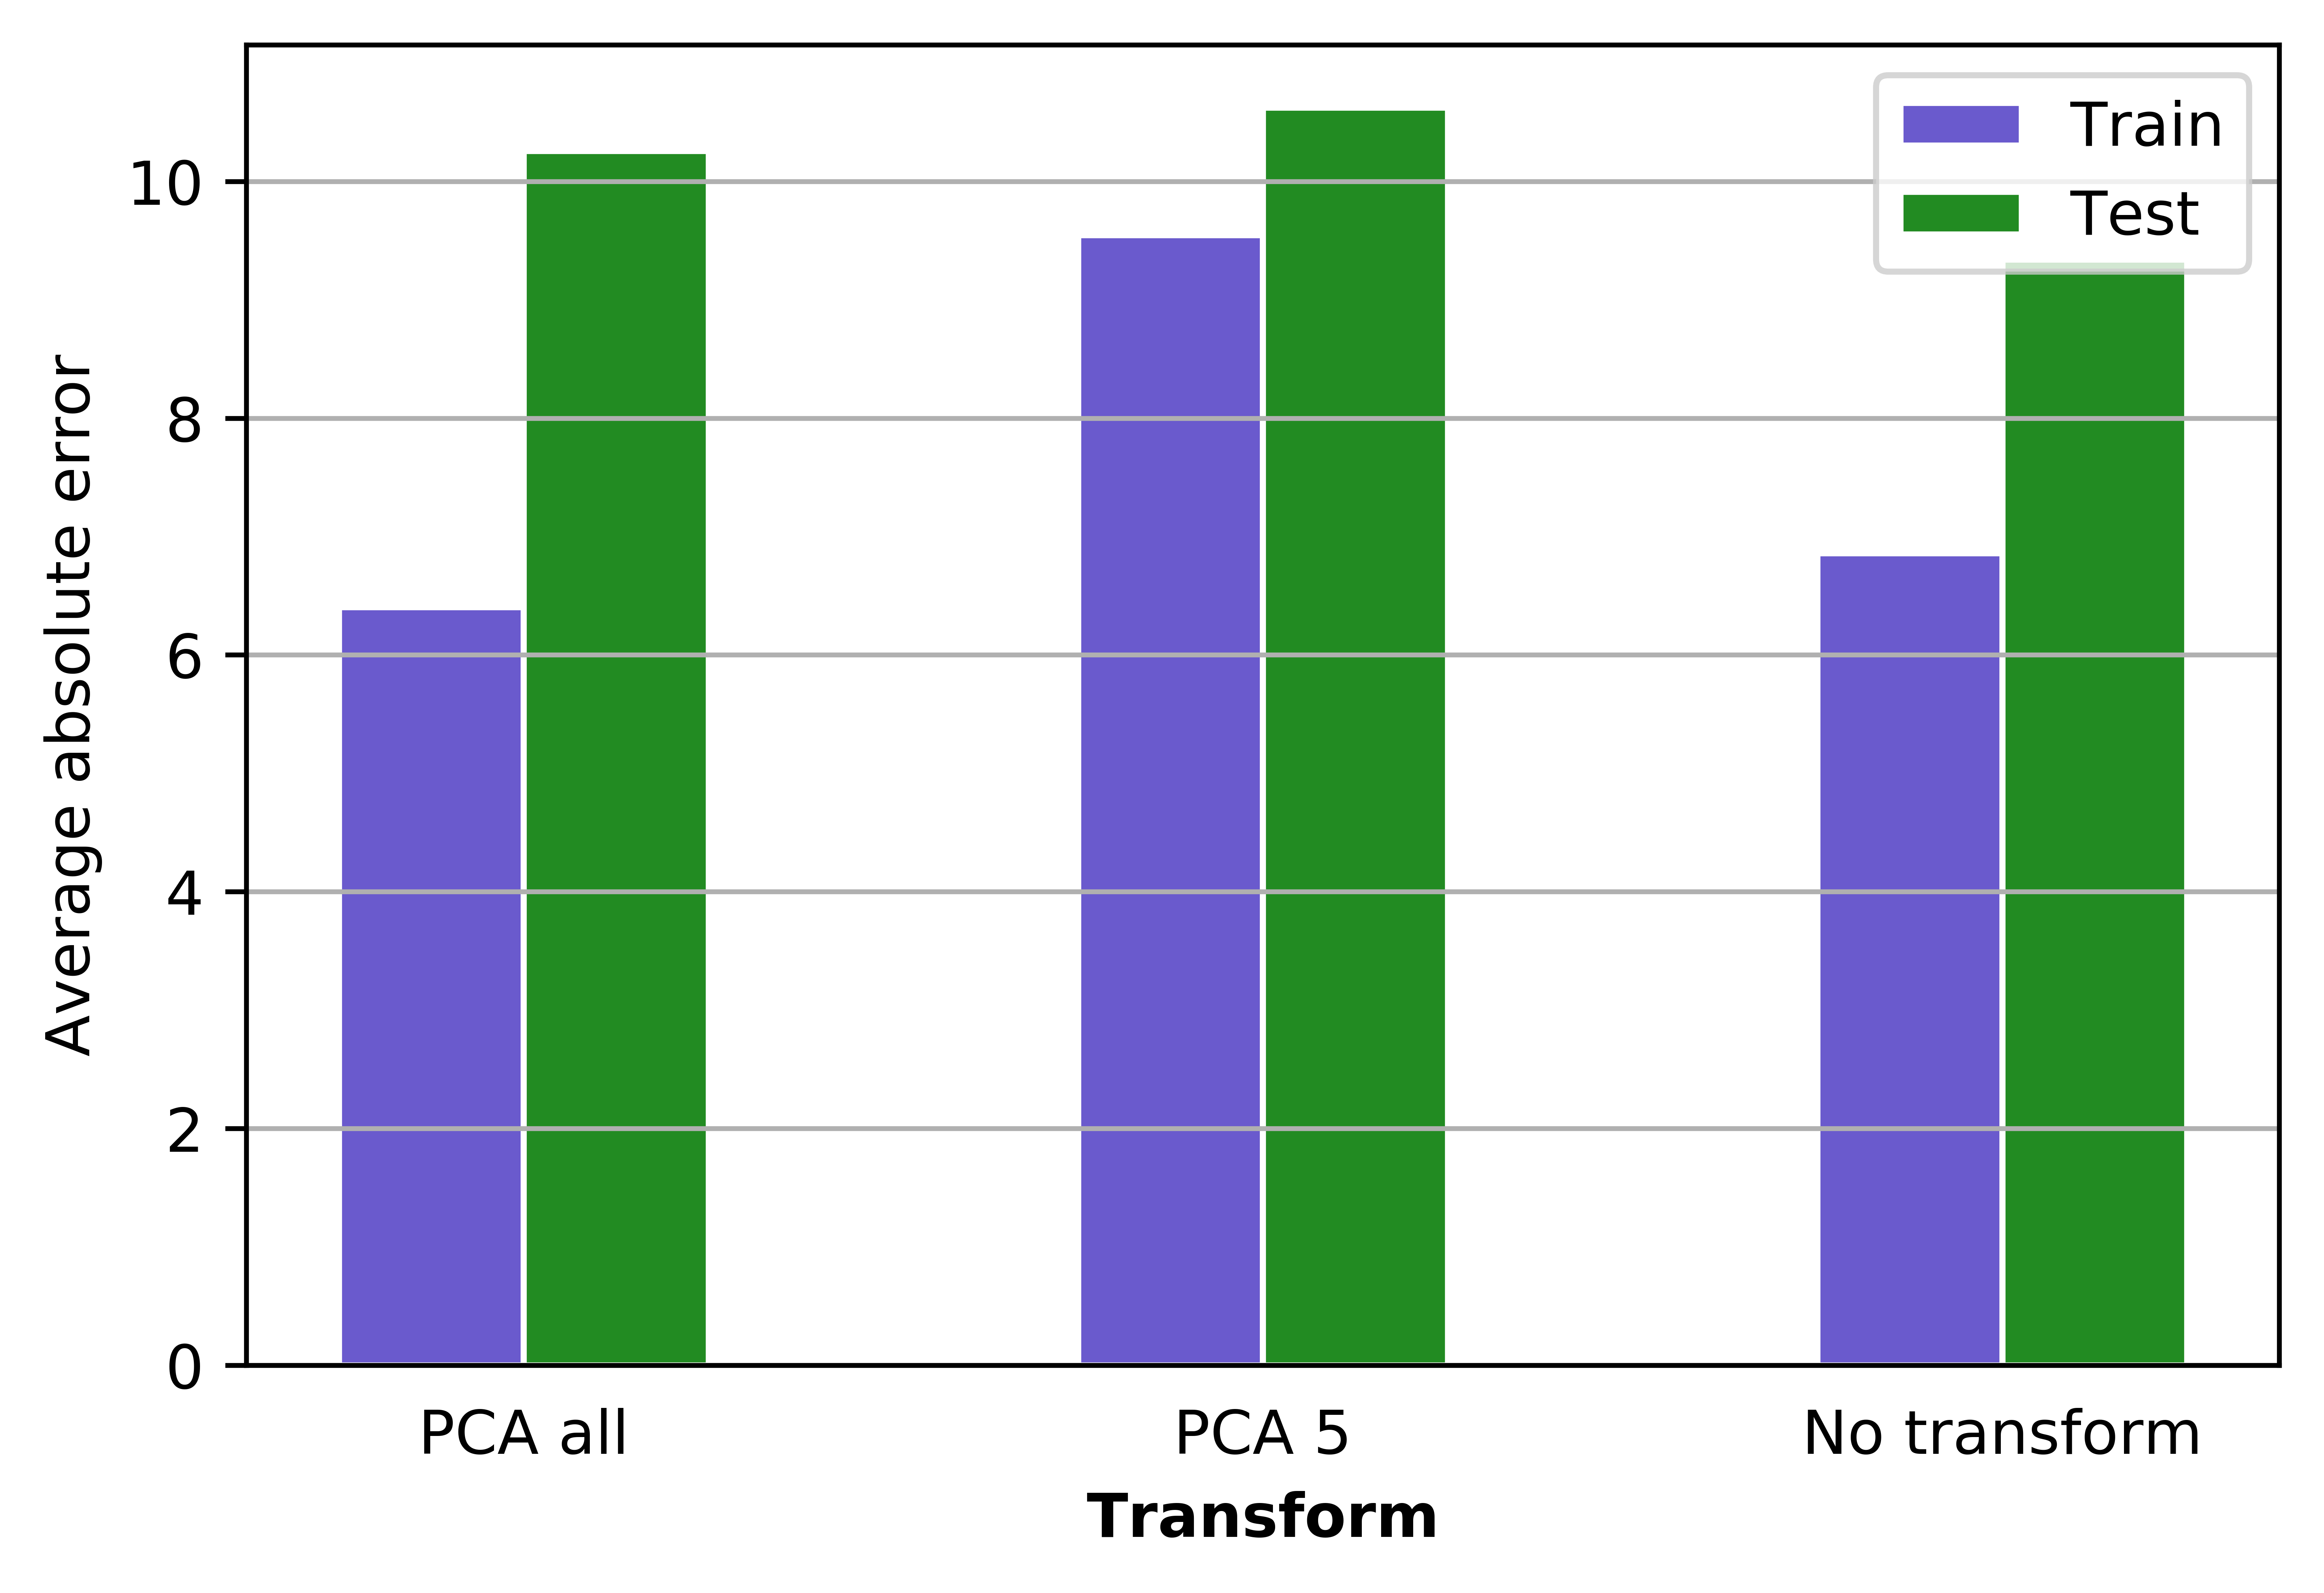 Train
Test
10
8
6
4
2
0
Average absolute error
PCA all
PCA 5
No transform
Transform